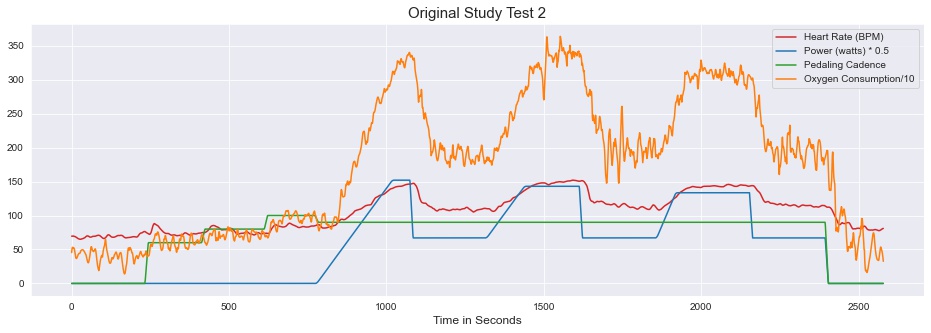 Original Study Test 2
Heart Rate (BPM)
Power (watts) * 0.5
Pedaling Cadence
Oxygen Consumption/10
350
300
250
200
150
100
50
0
0 500 1000 1500 2000 2500
Time in Seconds